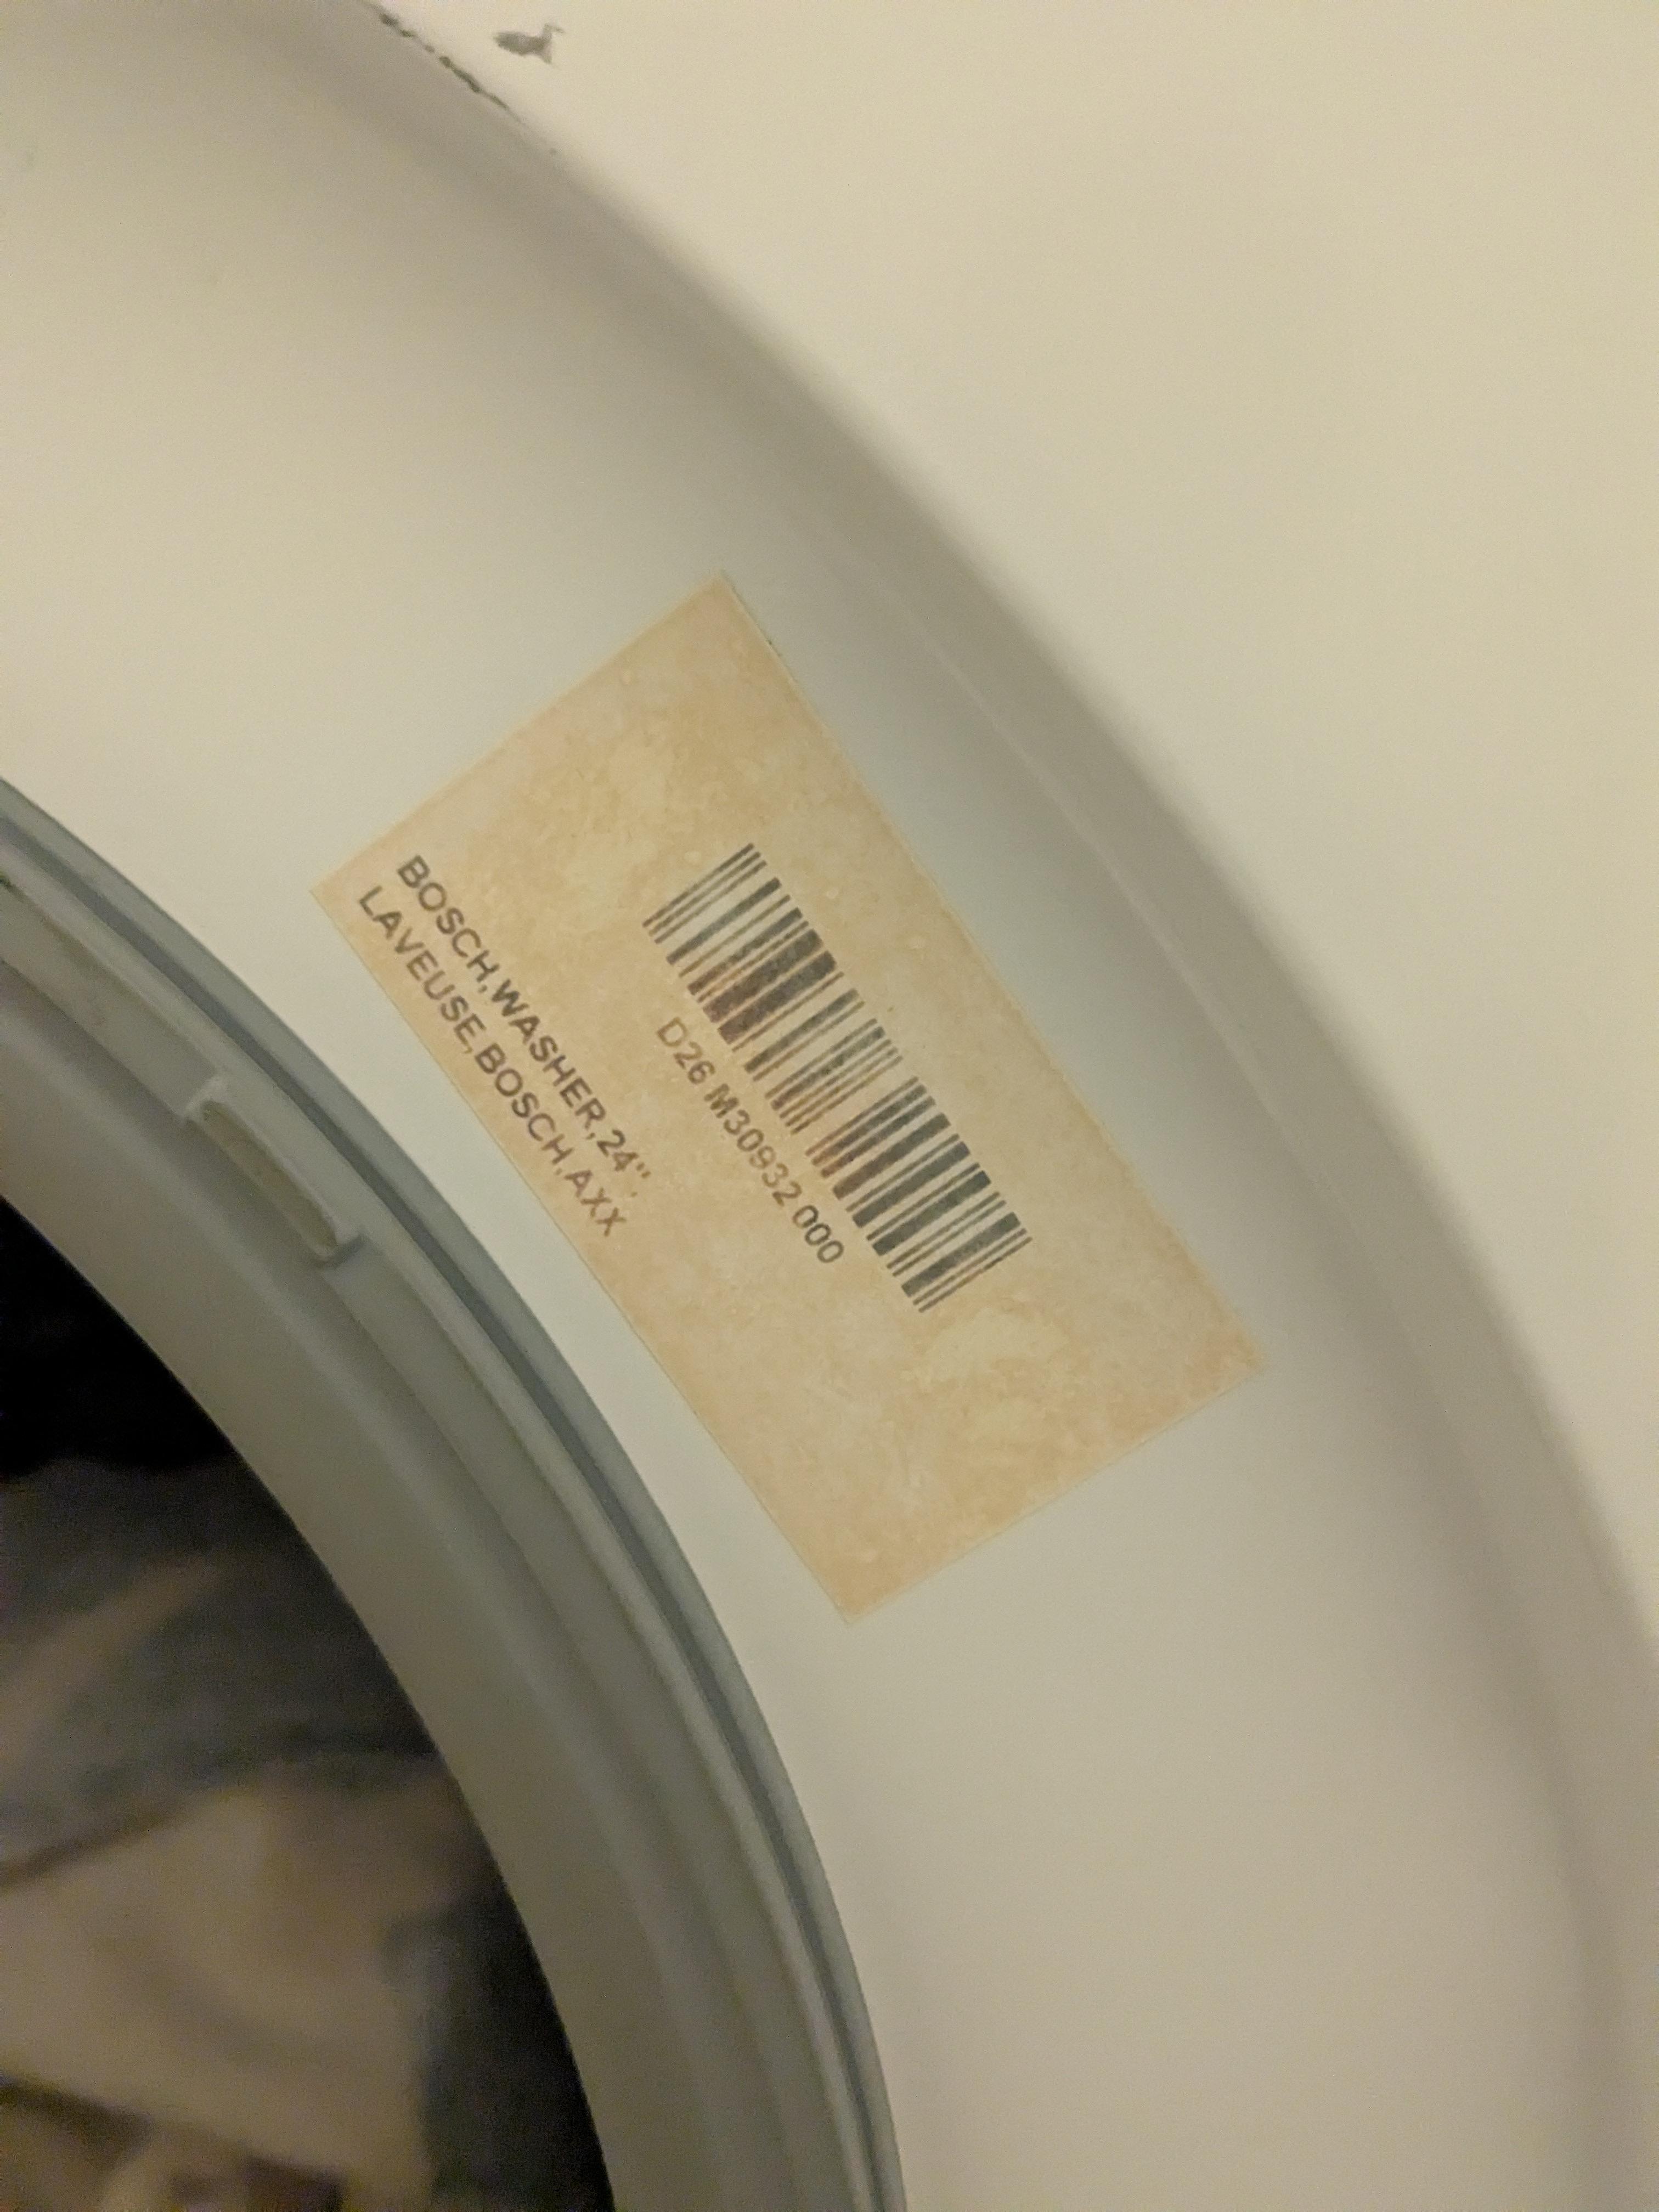 D26 M30932 000
BOSCH,WASHER,24",
LAVEUSE,BOSCH,AXX